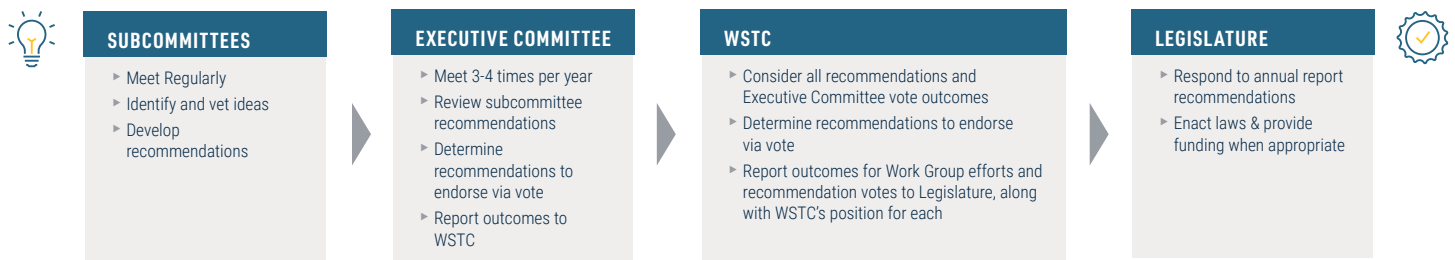 SUBCOMMITTEES
Meet Regularly
Identify and vet ideas
Develop
recommendations
EXECUTIVE COMMITTEE
Meet 3-4 times per year
Review subcommittee
recommendations
Determine
recommendations to
endorse via vote
Report outcomes to
WSTC
WSTC
Consider all recommendations and
Executive Committee vote outcomes
Determine recommendations to endorse
via vote
Report outcomes for Work Group efforts and
recommendation votes to Legislature, along
with WSTC's position for each
LEGISLATURE
Respond to annual report
recommendations
Enact laws & provide
funding when appropriate